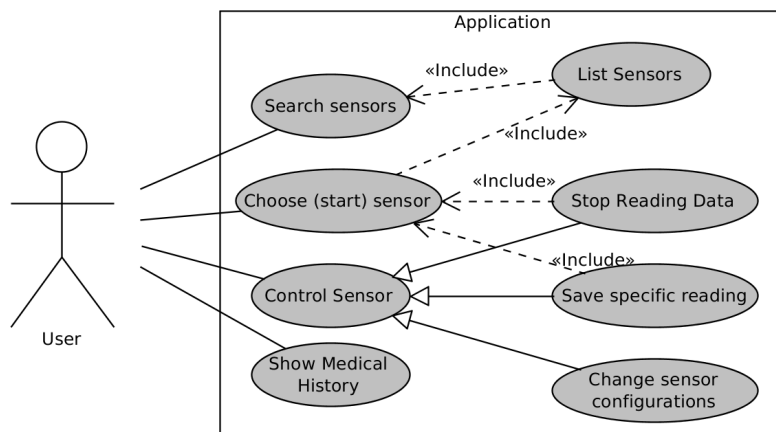 Application
«Include»
List Sensors
Search sensors
«Include»
Choose (start) sensor
«Include»
Stop Reading Data
«Include»
Control Sensor
Save specific reading
User
Show Medical
History
Change sensor
configurations